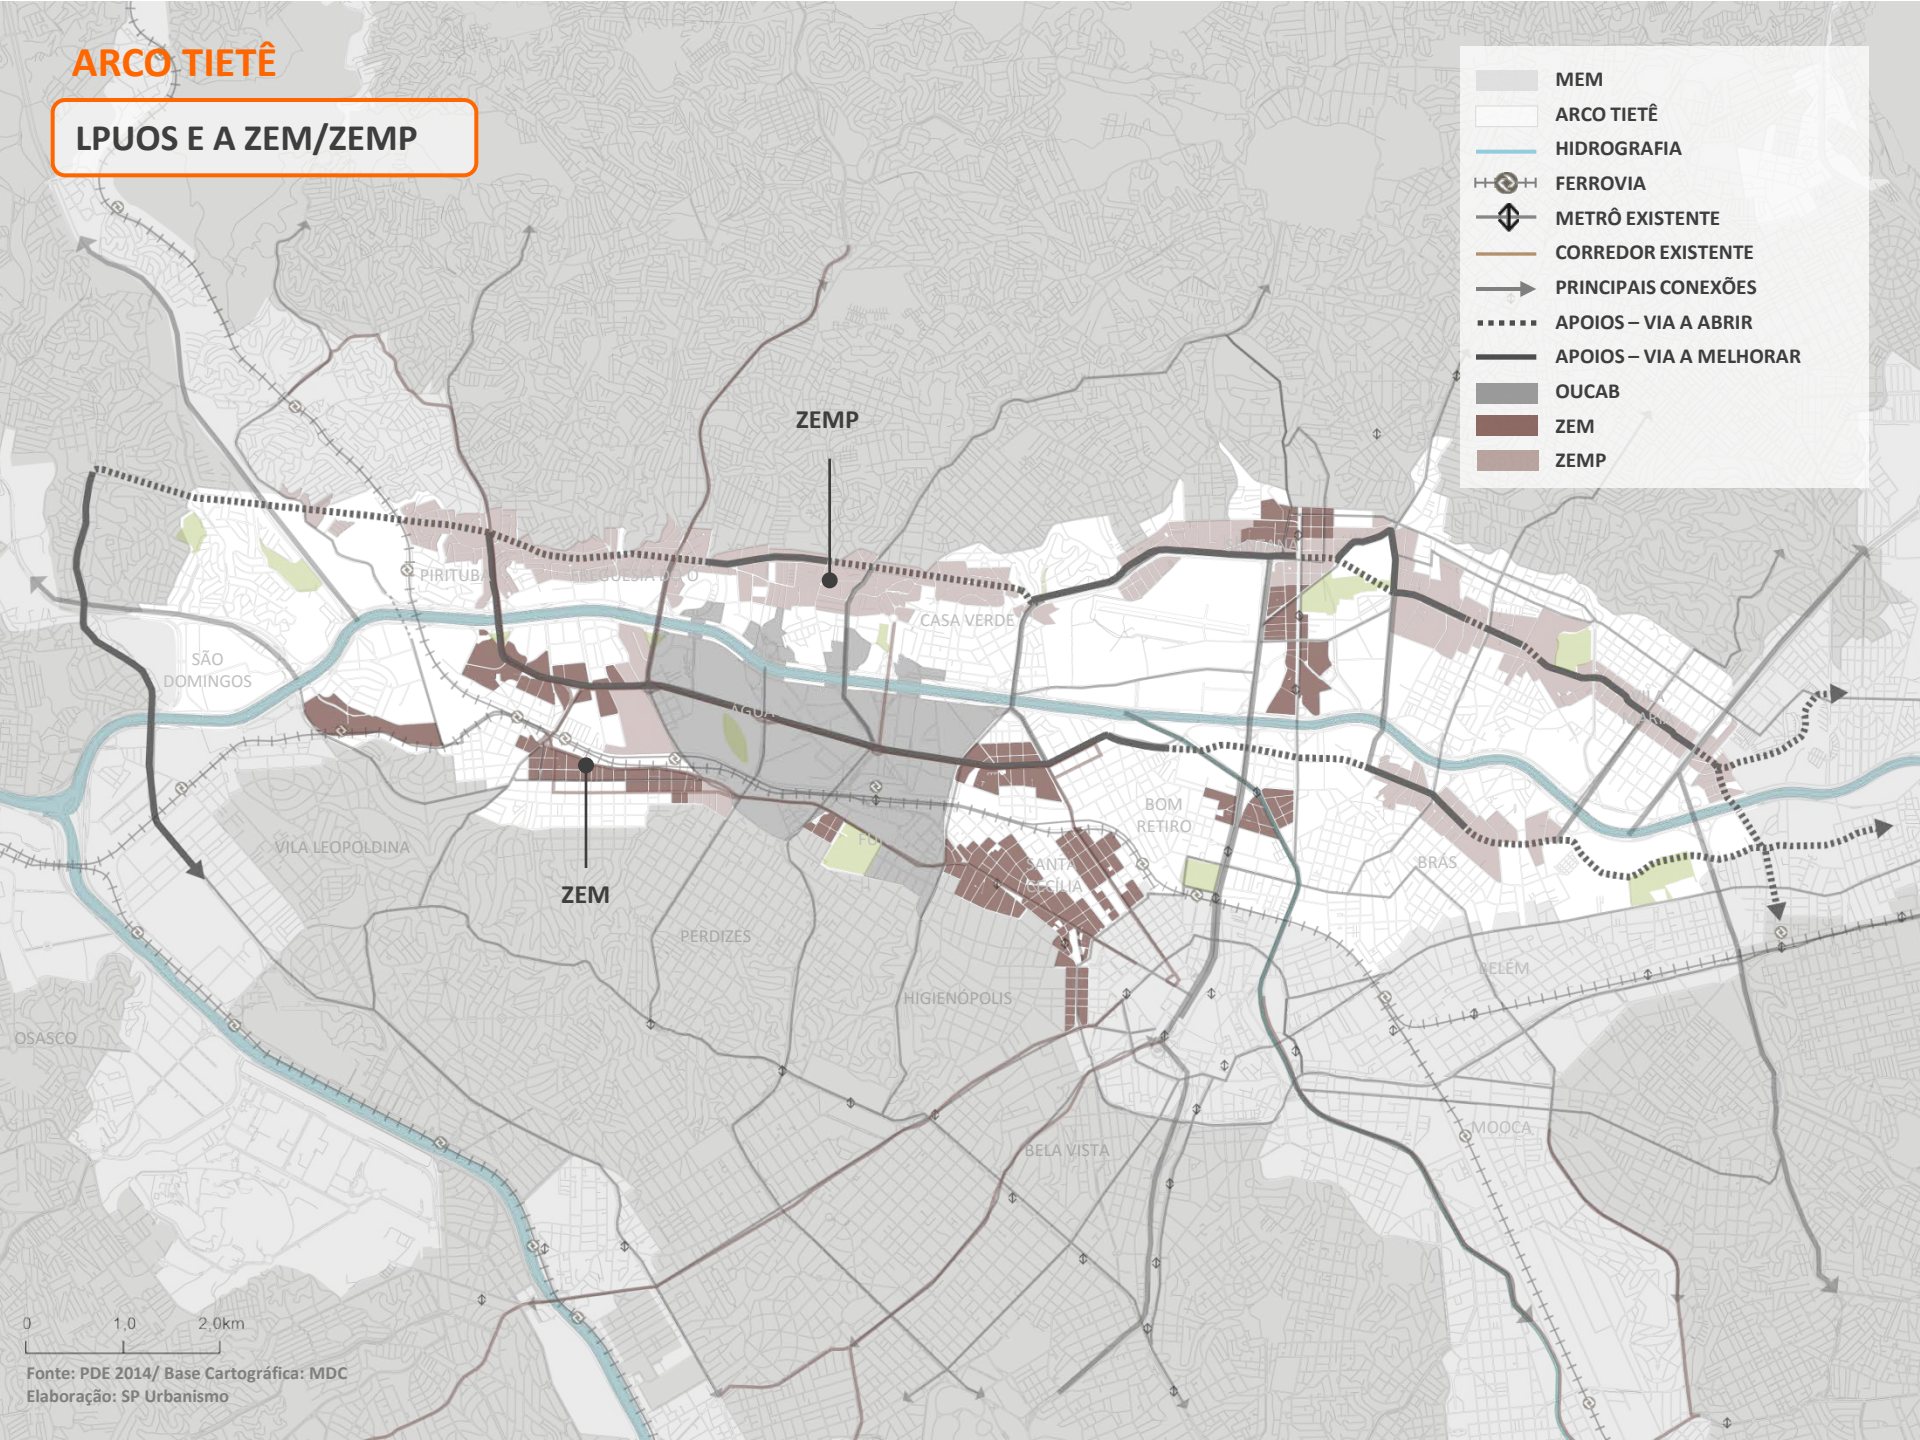 ARCO TIETÊ
LPUOS E A ZEM/ZEMP
MEM
ARCO TIETÊ
HIDROGRAFIA
FERROVIA
METRÔ EXISTENTE
CORREDOR EXISTENTE
PRINCIPAIS CONEXÕES
APOIOS – VIA A ABRIR
APOIOS – VIA A MELHORAR
OUCAB
ZEM
ZEMP
ZEMP
PIRITUBA
CASA VERDE
SÃO
DOMINGOS
BOM
RETIRO
VILA LEOPOLDINA
SANTA
CECÍLIA
BRÁS
ZEM
PERDIZES
BELÉM
HIGIENÓPOLIS
OSASCO
MOOCA
BELA VISTA
0 1,0 2,0km
Fonte: PDE 2014/ Base Cartográfica: MDC
Elaboração: SP Urbanismo